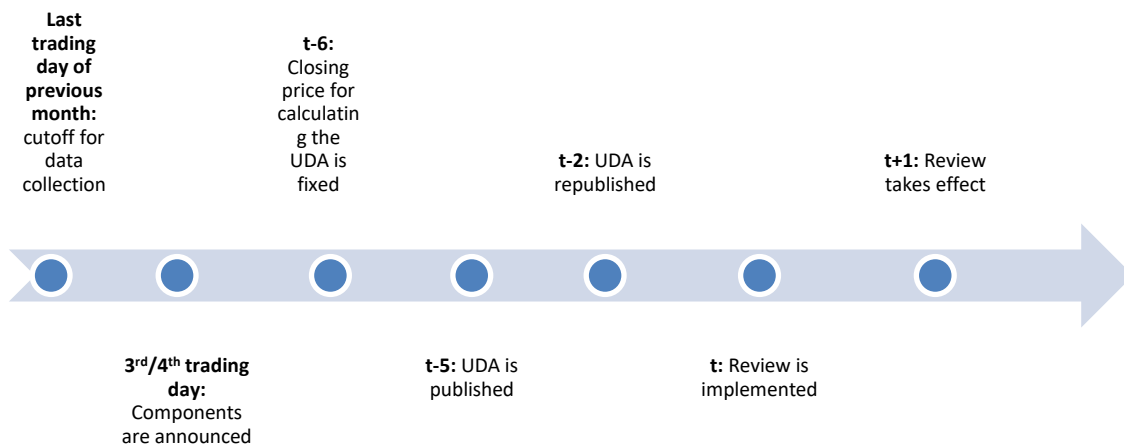 Last
trading
day of
previous
month:
cutoff for
data
collection
3rd/4th trading
day:
Components
are announced
t-6:
Closing
price for
calculatin
g the
UDA is
fixed
t-5: UDA is
published
t-2: UDA is
republished
t: Review is
implemented
t+1: Review
takes effect